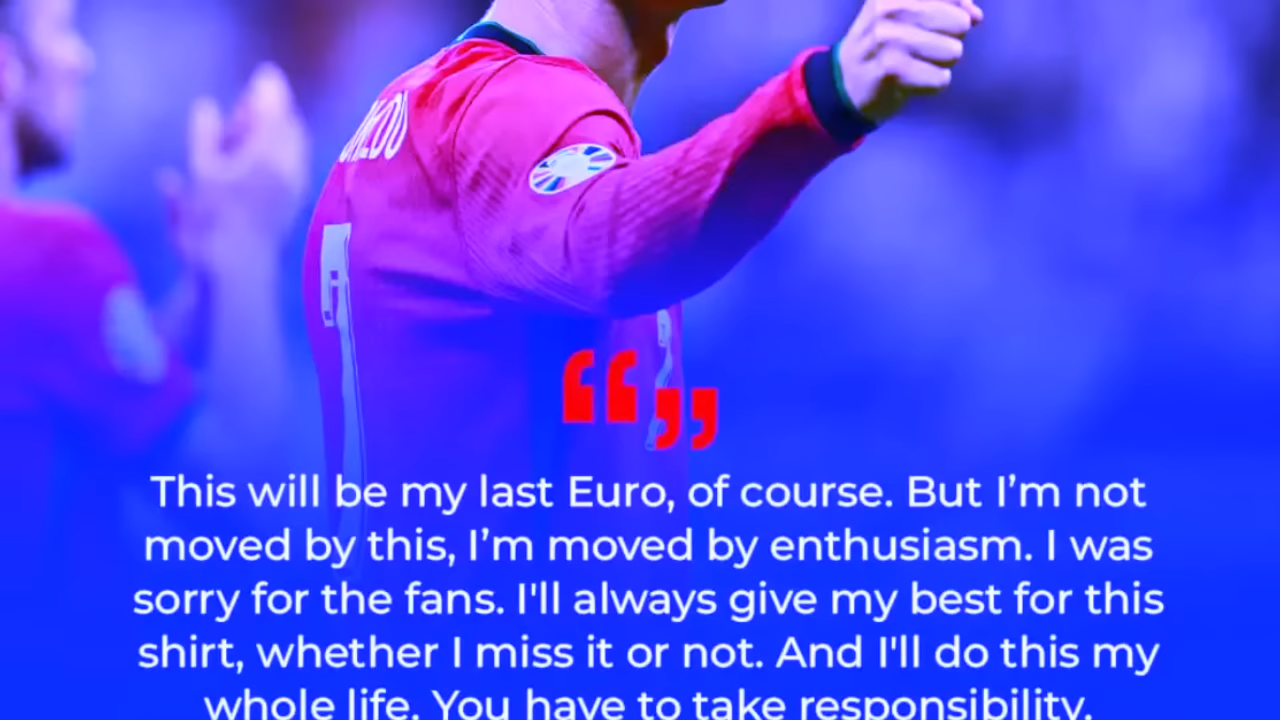 This will be my last Euro, of course. But I’m not
moved by this, I’m moved by enthusiasm. I was
sorry for the fans. I'll always give my best for this
shirt, whether I miss it or not. And I'll do this my
whole life. You have to take responsibility.